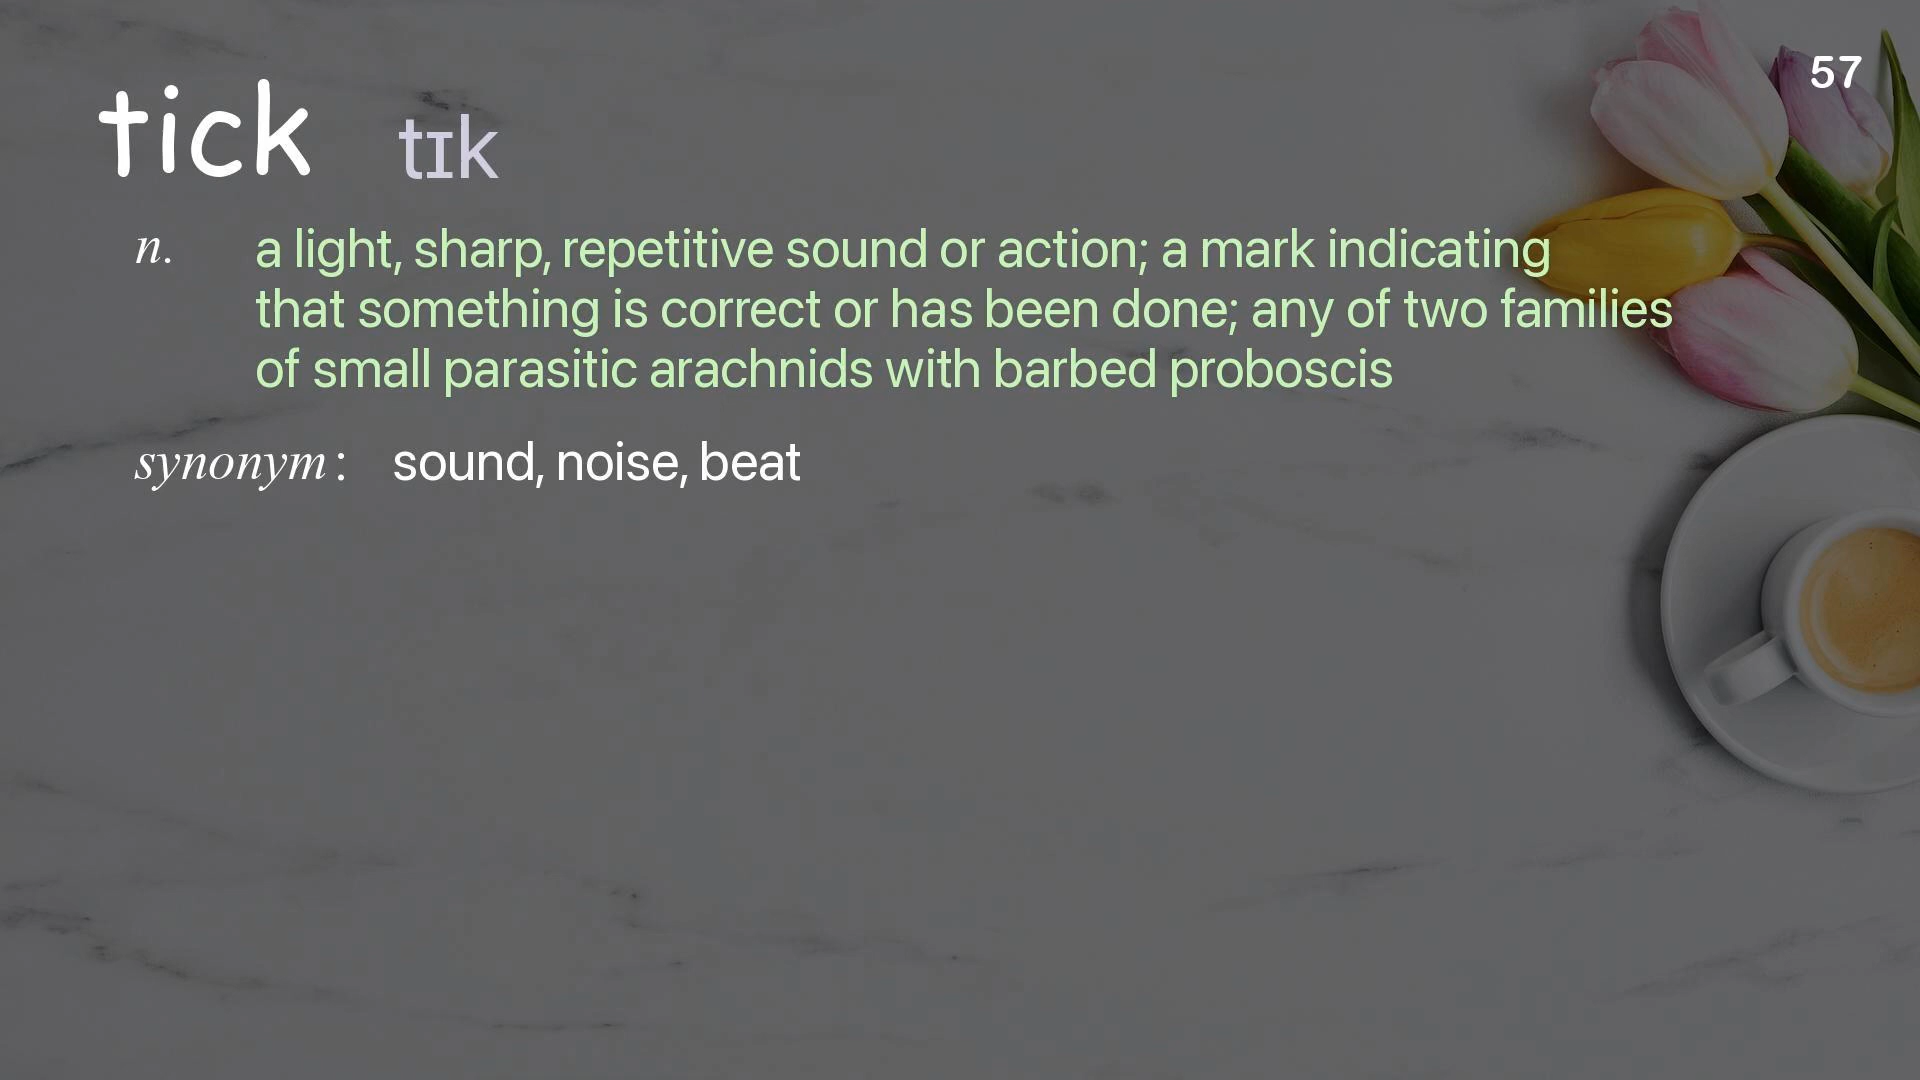 57
tick tɪk
n. a light, sharp, repetitive sound or action; a mark indicating
that something is correct or has been done; any of two families
of small parasitic arachnids with barbed proboscis
synonym: sound, noise, beat